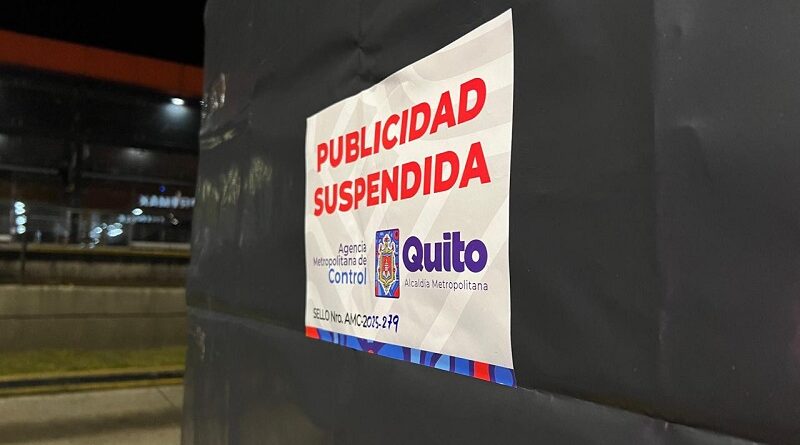 PUBLICIDAD
SUSPENDIDA
Agencia
Metropolitana de
Control
Quito
Alcaldía Metropolitana
SELLO Nro. AMC-2025-279